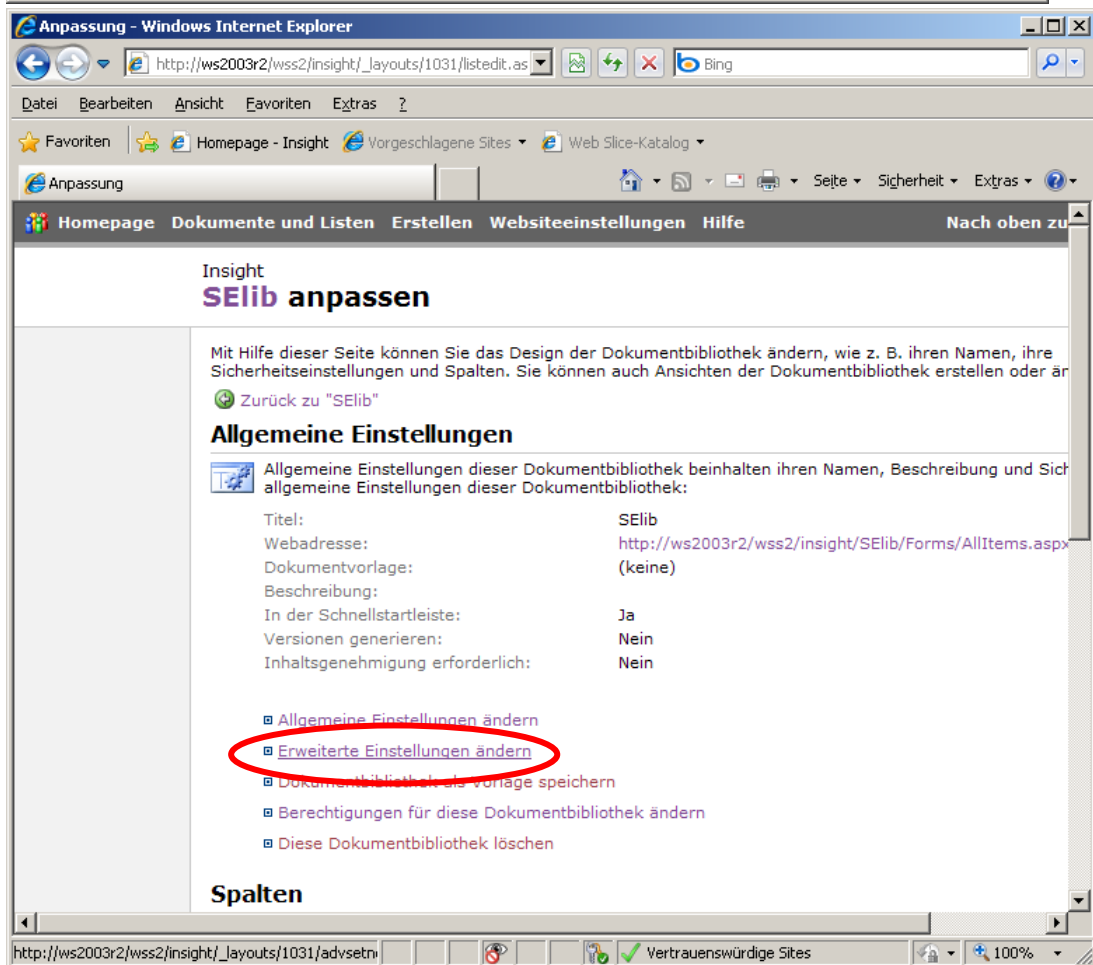 Anpassung - Windows Internet Explorer
http://ws2003r2/wss2/insight/_layouts/1031/listedit.as
Bing
Datei Bearbeiten Ansicht Favoriten Extras ?
Favoriten Homepage - Insight Vorgeschlagene Sites Web Slice-Katalog
Anpassung Seite Sicherheit Extras
Homepage Dokumente und Listen Erstellen Websiteeinstellungen Hilfe Nach oben zu
Insight
SElib anpassen
Mit Hilfe dieser Seite können Sie das Design der Dokumentbibliothek ändern, wie z. B. ihren Namen, ihre
Sicherheitseinstellungen und Spalten. Sie können auch Ansichten der Dokumentbibliothek erstellen oder är
Zurück zu "SElib"
Allgemeine Einstellungen
Allgemeine Einstellungen dieser Dokumentbibliothek beinhalten ihren Namen, Beschreibung und Sich
allgemeine Einstellungen dieser Dokumentbibliothek:
Titel: SElib
Webadresse: http://ws2003r2/wss2/insight/SElib/Forms/AllItems.aspx
Dokumentvorlage: (keine)
Beschreibung:
In der Schnellstartleiste: Ja
Versionen generieren: Nein
Inhaltsgenehmigung erforderlich: Nein
Allgemeine Einstellungen ändern
Erweiterte Einstellungen ändern
Dokumentbibliothek als Vorlage speichern
Berechtigungen für diese Dokumentbibliothek ändern
Diese Dokumentbibliothek löschen
Spalten
http://ws2003r2/wss2/insight/_layouts/1031/advsetn Vertrauenswürdige Sites 100%